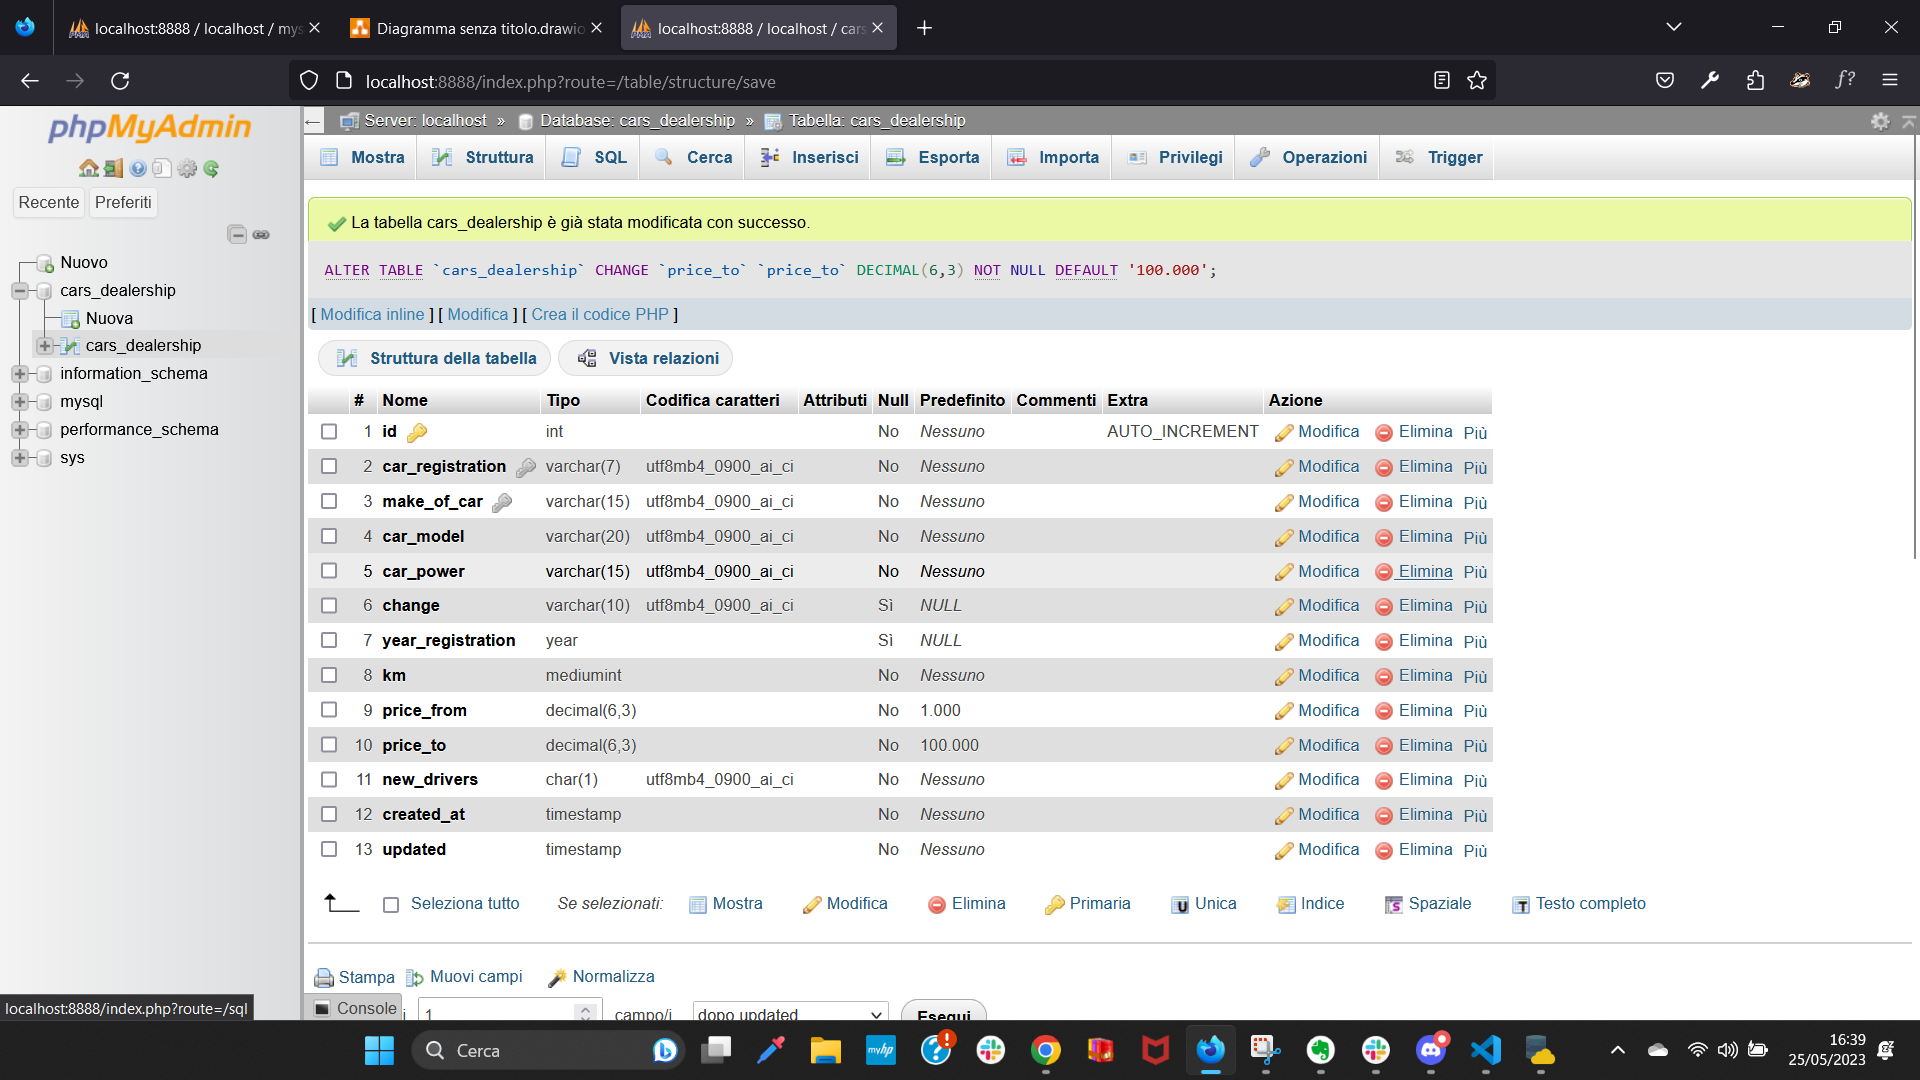 localhost:8888 / localhost / mys
Diagramma senza titolo.drawio
localhost:8888 / localhost / cars
localhost:8888/index.php?route=/table/structure/save
phpMyAdmin
Recente Preferiti
Nuovo
cars_dealership
Nuova
cars_dealership
information_schema
mysql
performance_schema
sys
Server: localhost » Database: cars_dealership » Tabella: cars_dealership
Mostra Struttura SQL Cerca Inserisci Esporta Importa Privilegi Operazioni Trigger
La tabella cars_dealership è già stata modificata con successo.
ALTER TABLE `cars_dealership` CHANGE `price_to` `price_to` DECIMAL(6,3) NOT NULL DEFAULT '100.000';
[ Modifica inline ] [ Modifica ] [ Crea il codice PHP ]
Struttura della tabella Vista relazioni
# Nome Tipo Codifica caratteri Attributi Null Predefinito Commenti Extra Azione
1 id int No Nessuno AUTO_INCREMENT Modifica Elimina Più
2 car_registration varchar(7) utf8mb4_0900_ai_ci No Nessuno Modifica Elimina Più
3 make_of_car varchar(15) utf8mb4_0900_ai_ci No Nessuno Modifica Elimina Più
4 car_model varchar(20) utf8mb4_0900_ai_ci No Nessuno Modifica Elimina Più
5 car_power varchar(15) utf8mb4_0900_ai_ci No Nessuno Modifica Elimina Più
6 change varchar(10) utf8mb4_0900_ai_ci Sì NULL Modifica Elimina Più
7 year_registration year Sì NULL Modifica Elimina Più
8 km mediumint No Nessuno Modifica Elimina Più
9 price_from decimal(6,3) No 1.000 Modifica Elimina Più
10 price_to decimal(6,3) No 100.000 Modifica Elimina Più
11 new_drivers char(1) utf8mb4_0900_ai_ci No Nessuno Modifica Elimina Più
12 created_at timestamp No Nessuno Modifica Elimina Più
13 updated timestamp No Nessuno Modifica Elimina Più
Seleziona tutto Se selezionati: Mostra Modifica Elimina Primaria Unica Indice Spaziale Testo completo
Stampa Muovi campi Normalizza
Console i 1 campo/i dopo updated Esegui
localhost:8888/index.php?route=/sql
Cerca
myhp
16:39
25/05/2023